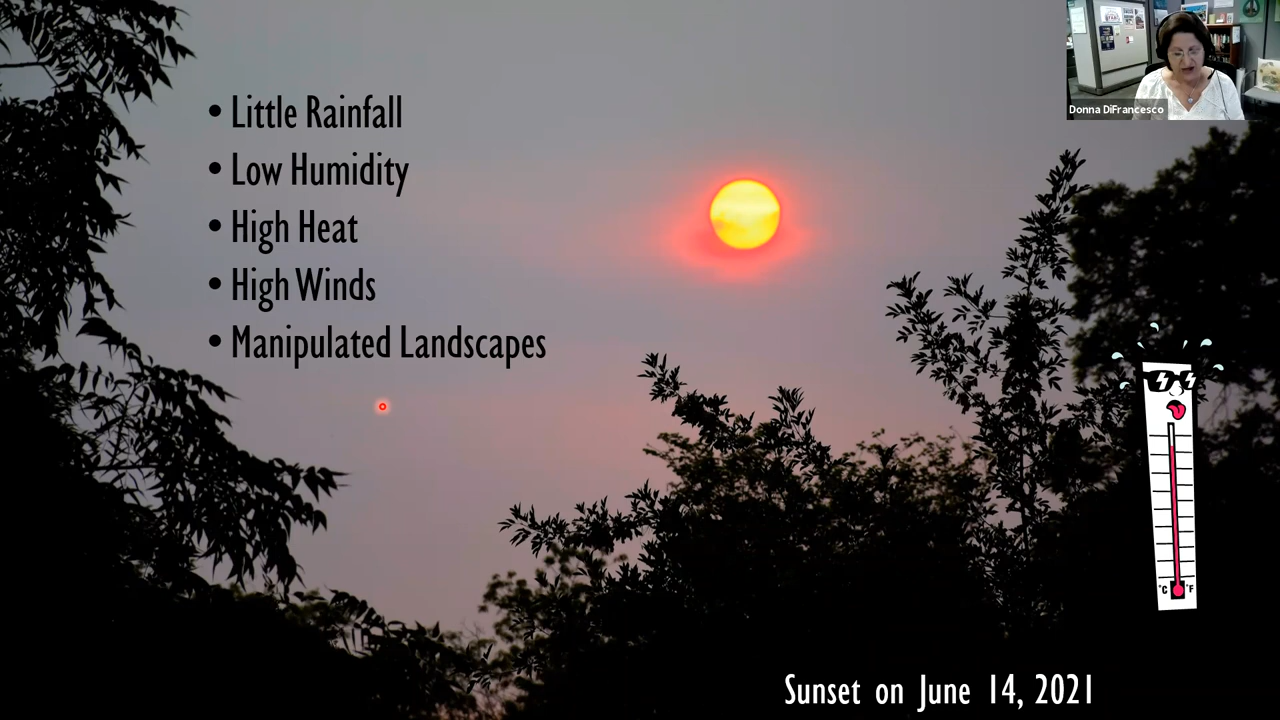 Donna DiFrancesco
• Little Rainfall
• Low Humidity
• High Heat
• High Winds
• Manipulated Landscapes
°C °F
Sunset on June 14, 2021